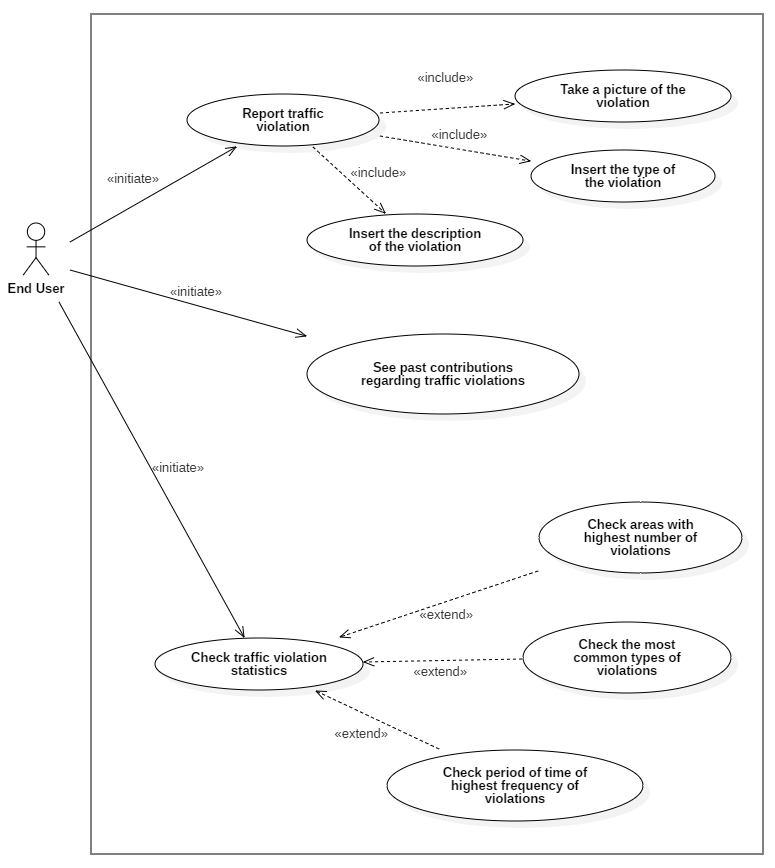 «include»
Take a picture of the
violation
Report traffic
violation
«include»
Insert the type of
the violation
«include»
«initiate»
Insert the description
of the violation
End User
«initiate»
See past contributions
regarding traffic violations
«initiate»
Check areas with
highest number of
violations
«extend»
Check the most
common types of
violations
Check traffic violation
statistics
«extend»
«extend»
Check period of time of
highest frequency of
violations